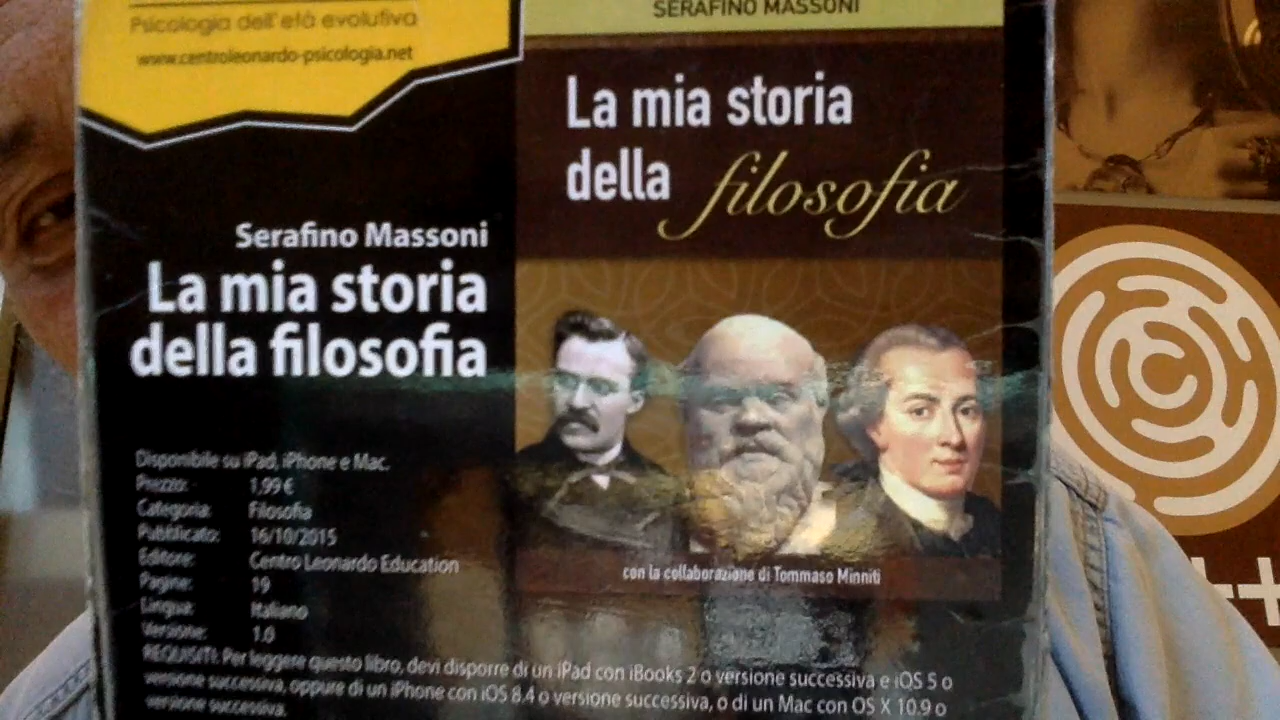 Psicologia dell'età evolutiva
www.centroleonardo-psicologia.net
Serafino Massoni
La mia storia
della filosofia
Disponibile su iPad, iPhone e Mac.
Prezzo: 1.99 €
Categoria: Filosofia
Pubblicato: 16/10/2015
Editore: Centro Leonardo Education
Pagine: 19
Lingua: Italiano
Versione: 1.0
REQUISITI: Per leggere questo libro, devi disporre di un iPad con iBooks 2 o versione successiva e iOS 5 o
versione successiva, oppure di un iPhone con iOS 8.4 o versione successiva, o di un Mac con OS X 10.9 o
versione successiva.
SERAFINO MASSONI
La mia storia
della filosofia
con la collaborazione di Tommaso Minniti
++